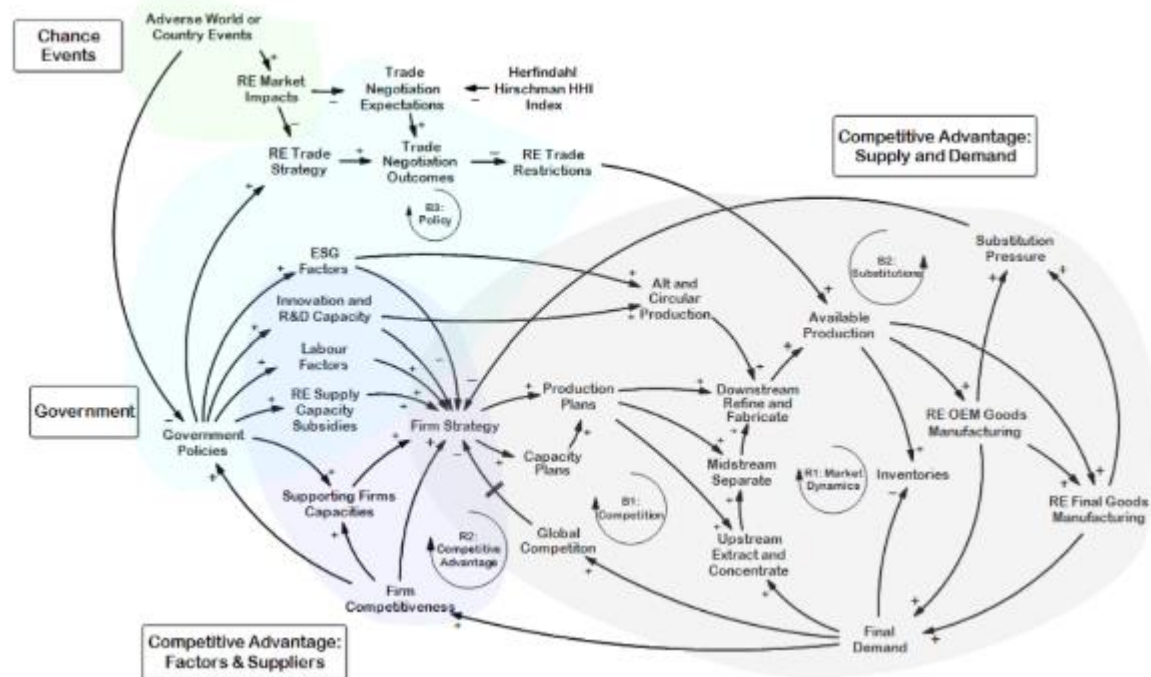 Chance
Events
Adverse World or
Country Events
RE Market
Impacts
Trade
Negotiation
Expectations
Herfindahl
Hirschman HHI
Index
RE Trade
Strategy
Trade
Negotiation
Outcomes
RE Trade
Restrictions
B3:
Policy
Competitive Advantage:
Supply and Demand
ESG
Factors
Innovation and
R&D Capacity
Labour
Factors
RE Supply
Capacity
Subsidies
Government
Government
Policies
Firm Strategy
Supporting Firms
Capacities
R2:
Competitive
Advantage
Firm
Competitiveness
Competitive Advantage:
Factors & Suppliers
Alt and
Circular
Production
B2:
Substitutions
Substitution
Pressure
Available
Production
Production
Plans
Capacity
Plans
Downstream
Refine and
Fabricate
Midstream
Separate
Upstream
Extract and
Concentrate
B1:
Competition
Global
Competiton
R1: Market
Dynamics
Inventories
RE OEM Goods
Manufacturing
RE Final Goods
Manufacturing
Final
Demand